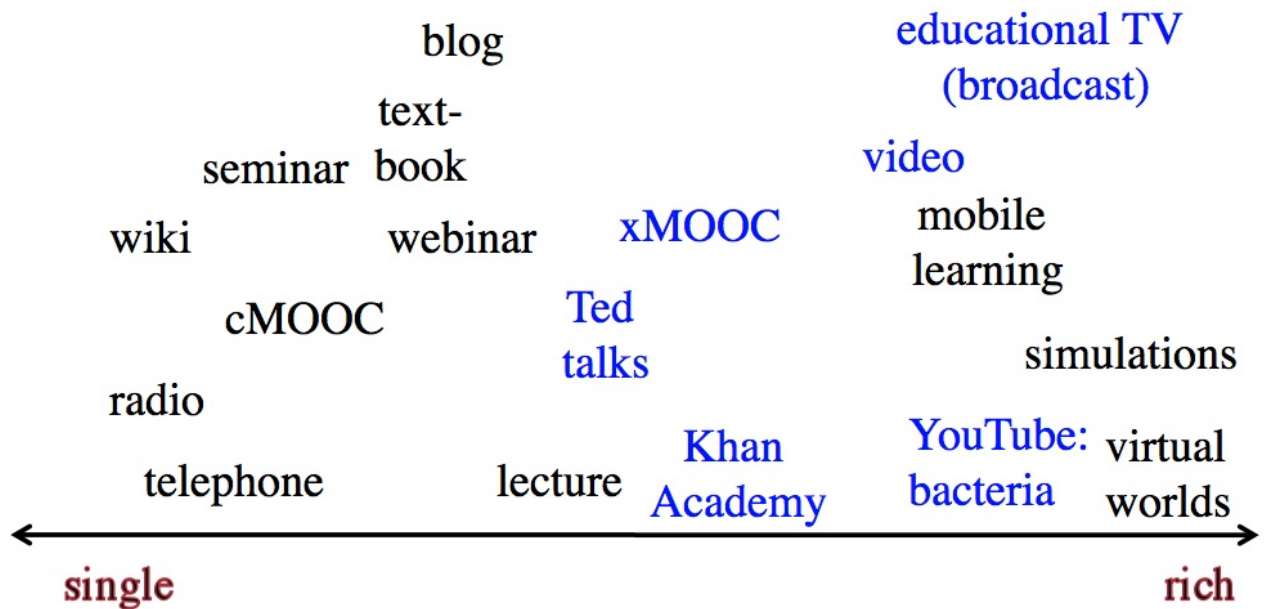 blog
educational TV
(broadcast)
text-
book
seminar
video
wiki
webinar
xMOOC
mobile
learning
cMOOC
Ted
talks
simulations
radio
Khan
Academy
YouTube:
bacteria
virtual
worlds
telephone
lecture
single
rich